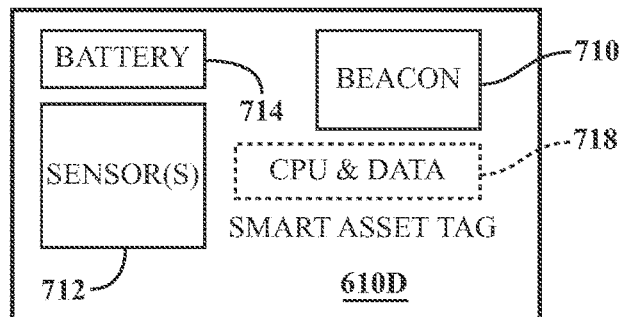 BATTERY
714
BEACON
710
SENSOR(S)
712
CPU & DATA
718
SMART ASSET TAG
610D